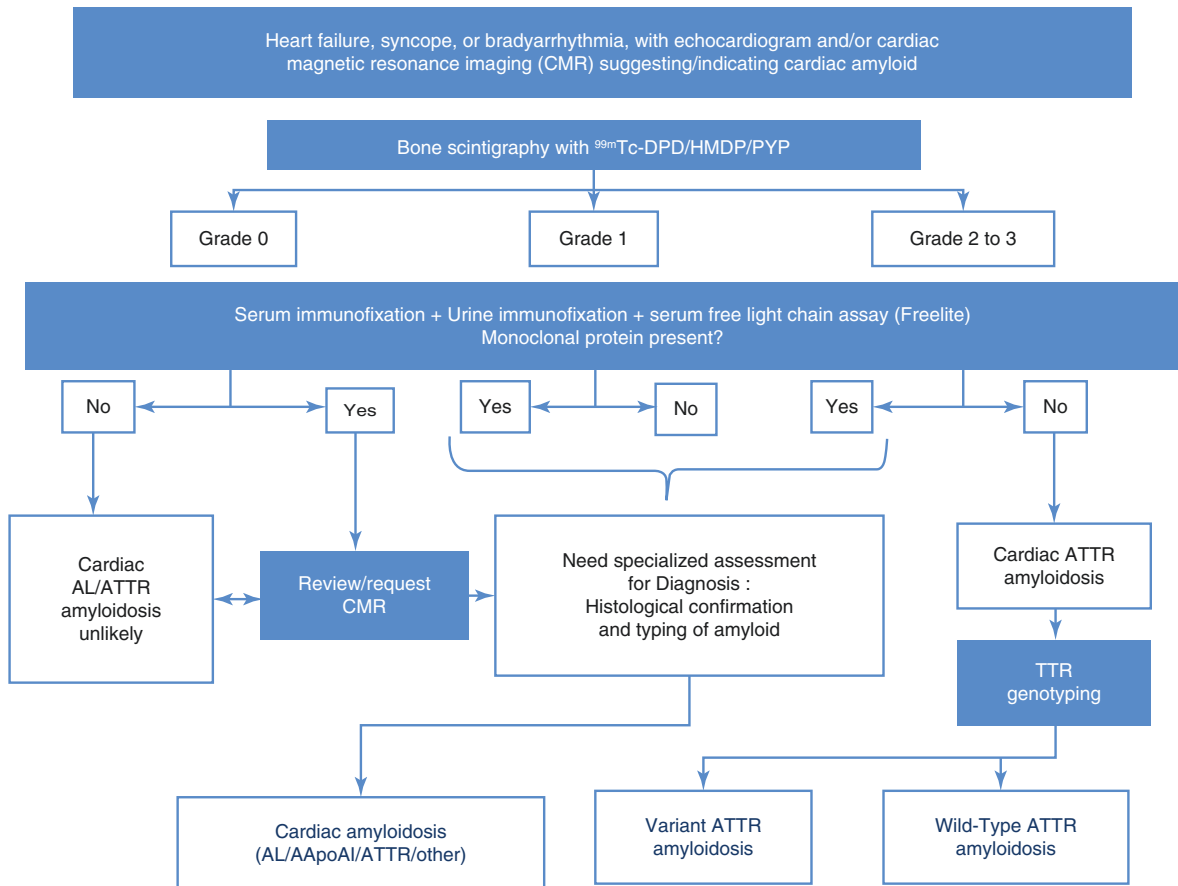 Heart failure, syncope, or bradyarrhythmia, with echocardiogram and/or cardiac
magnetic resonance imaging (CMR) suggesting/indicating cardiac amyloid
Bone scintigraphy with ⁹⁹ᵐTc-DPD/HMDP/PYP
Grade 0
Grade 1
Grade 2 to 3
Serum immunofixation + Urine immunofixation + serum free light chain assay (Freelite)
Monoclonal protein present?
No
Yes
Yes
No
Yes
No
Cardiac
AL/ATTR
amyloidosis
unlikely
Review/request
CMR
Need specialized assessment
for Diagnosis :
Histological confirmation
and typing of amyloid
Cardiac ATTR
amyloidosis
TTR
genotyping
Cardiac amyloidosis
(AL/AApoAI/ATTR/other)
Variant ATTR
amyloidosis
Wild-Type ATTR
amyloidosis